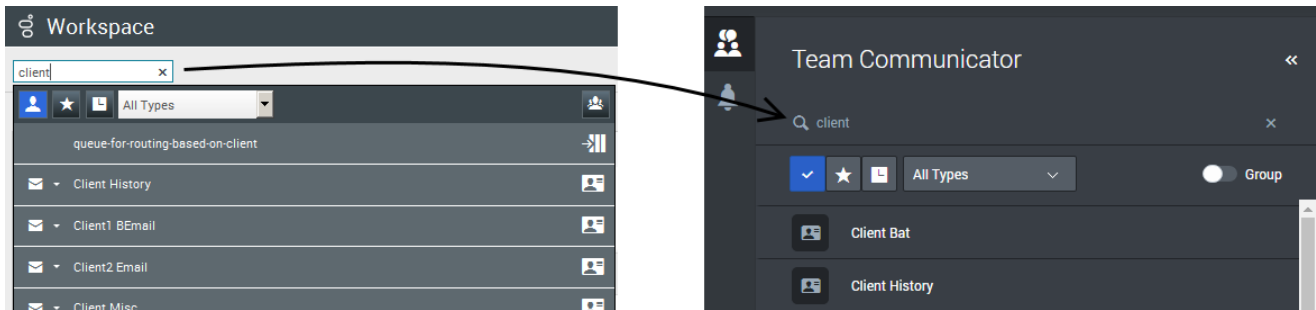 Workspace
client
All Types
queue-for-routing-based-on-client
Client History
Client1 BEmail
Client2 Email
Client Misc
Team Communicator
client
All Types
Group
Client Bat
Client History